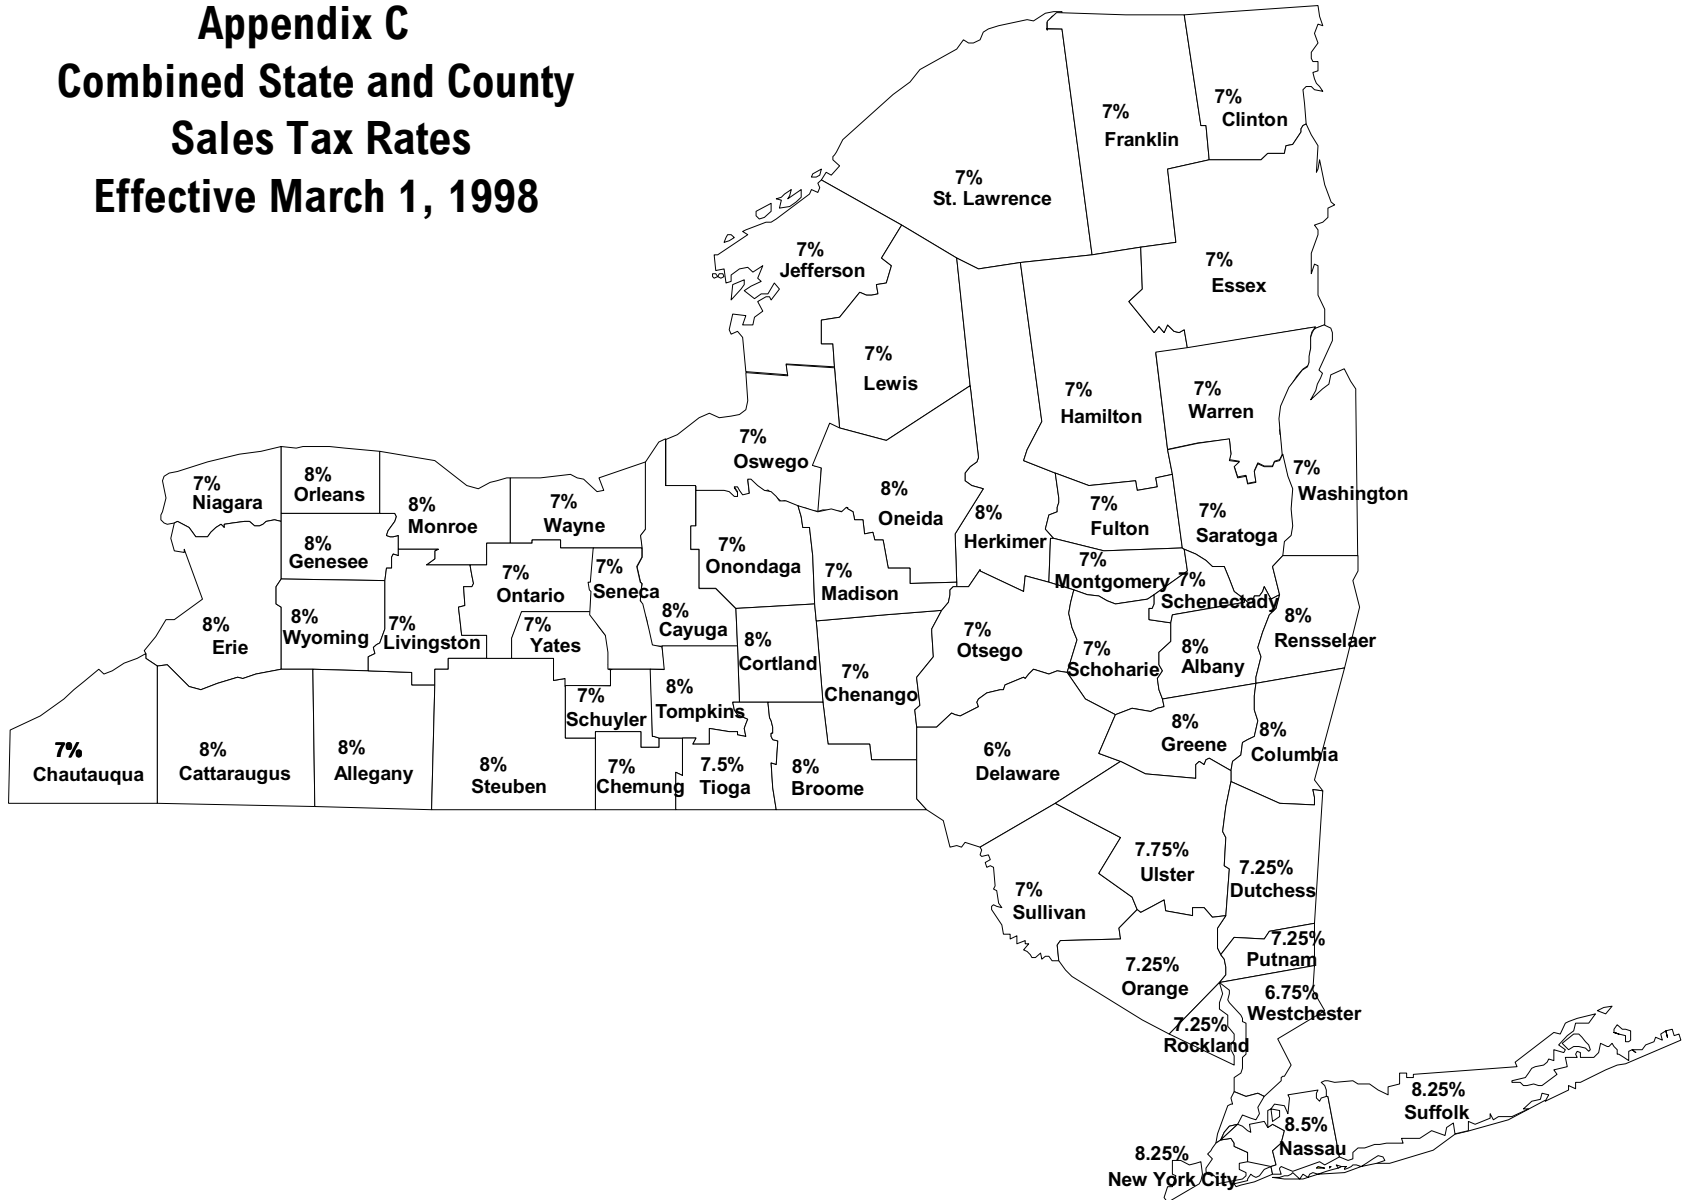 Appendix C
Combined State and County
Sales Tax Rates
Effective March 1, 1998
7%
Clinton
7%
Franklin
7%
St. Lawrence
7%
Jefferson
7%
Essex
7%
Lewis
7%
Hamilton
7%
Warren
7%
Oswego
7%
Washington
7%
Niagara
8%
Orleans
8%
Monroe
7%
Wayne
8%
Oneida
8%
Herkimer
7%
Fulton
7%
Saratoga
8%
Genesee
7%
Ontario
7%
Seneca
7%
Onondaga
7%
Madison
7%
Montgomery
7%
Schenectady
8%
Erie
8%
Wyoming
7%
Livingston
7%
Yates
8%
Cayuga
8%
Cortland
7%
Chenango
7%
Otsego
7%
Schoharie
8%
Albany
8%
Rensselaer
7%
Schuyler
8%
Tompkins
8%
Greene
8%
Columbia
7%
Chautauqua
8%
Cattaraugus
8%
Allegany
8%
Steuben
7%
Chemung
7.5%
Tioga
8%
Broome
6%
Delaware
7.75%
Ulster
7.25%
Dutchess
7%
Sullivan
7.25%
Putnam
7.25%
Orange
6.75%
Westchester
7.25%
Rockland
8.25%
Suffolk
8.5%
Nassau
8.25%
New York City